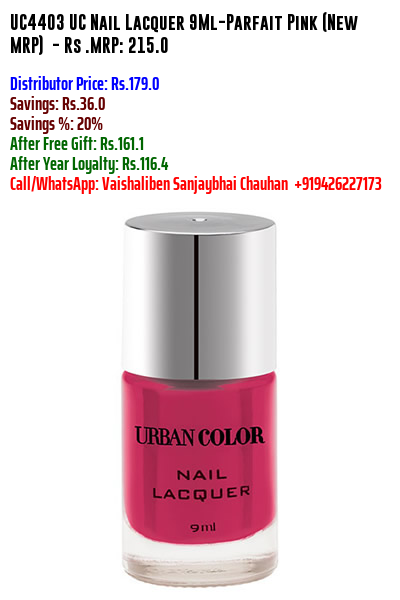 UC4403 UC Nail Lacquer 9Ml-Parfait Pink (New
MRP)  - Rs .MRP: 215.0
Distributor Price: Rs.179.0
Savings: Rs.36.0
Savings %: 20%
After Free Gift: Rs.161.1
After Year Loyalty: Rs.116.4
Call/WhatsApp: Vaishaliben Sanjaybhai Chauhan  +919426227173
URBAN COLOR
NAIL
LACQUER
9ml